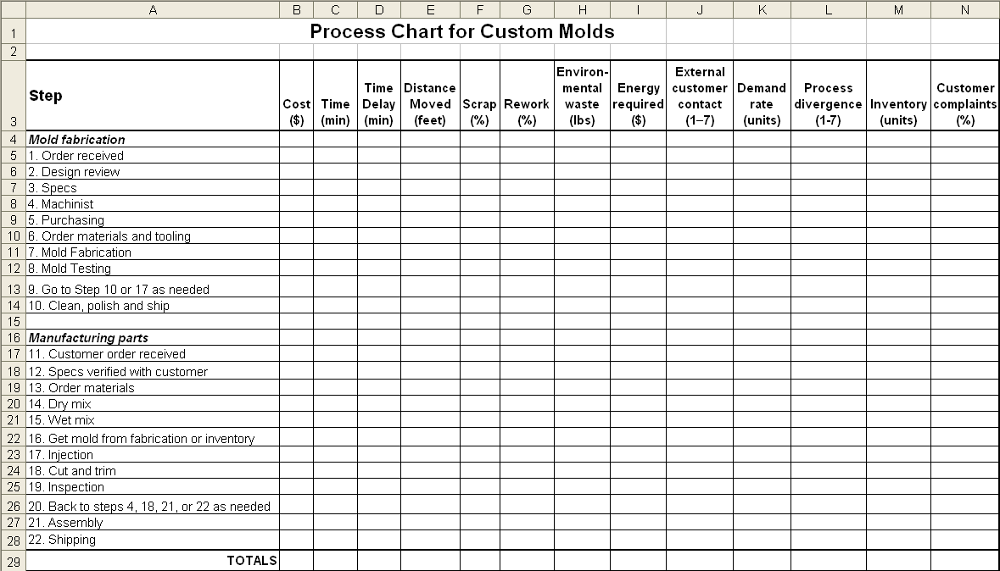 A B C D E F G H I J K L M N
1 Process Chart for Custom Molds
2
3 Step Cost ($) Time (min) Time Delay (min) Distance Moved (feet) Scrap (%) Rework (%) Environ- mental waste (lbs) Energy required ($) External customer contact (1–7) Demand rate (units) Process divergence (1-7) Inventory (units) Customer complaints (%)
4 Mold fabrication
5 1. Order received
6 2. Design review
7 3. Specs
8 4. Machinist
9 5. Purchasing
10 6. Order materials and tooling
11 7. Mold Fabrication
12 8. Mold Testing
13 9. Go to Step 10 or 17 as needed
14 10. Clean, polish and ship
15
16 Manufacturing parts
17 11. Customer order received
18 12. Specs verified with customer
19 13. Order materials
20 14. Dry mix
21 15. Wet mix
22 16. Get mold from fabrication or inventory
23 17. Injection
24 18. Cut and trim
25 19. Inspection
26 20. Back to steps 4, 18, 21, or 22 as needed
27 21. Assembly
28 22. Shipping
29 TOTALS